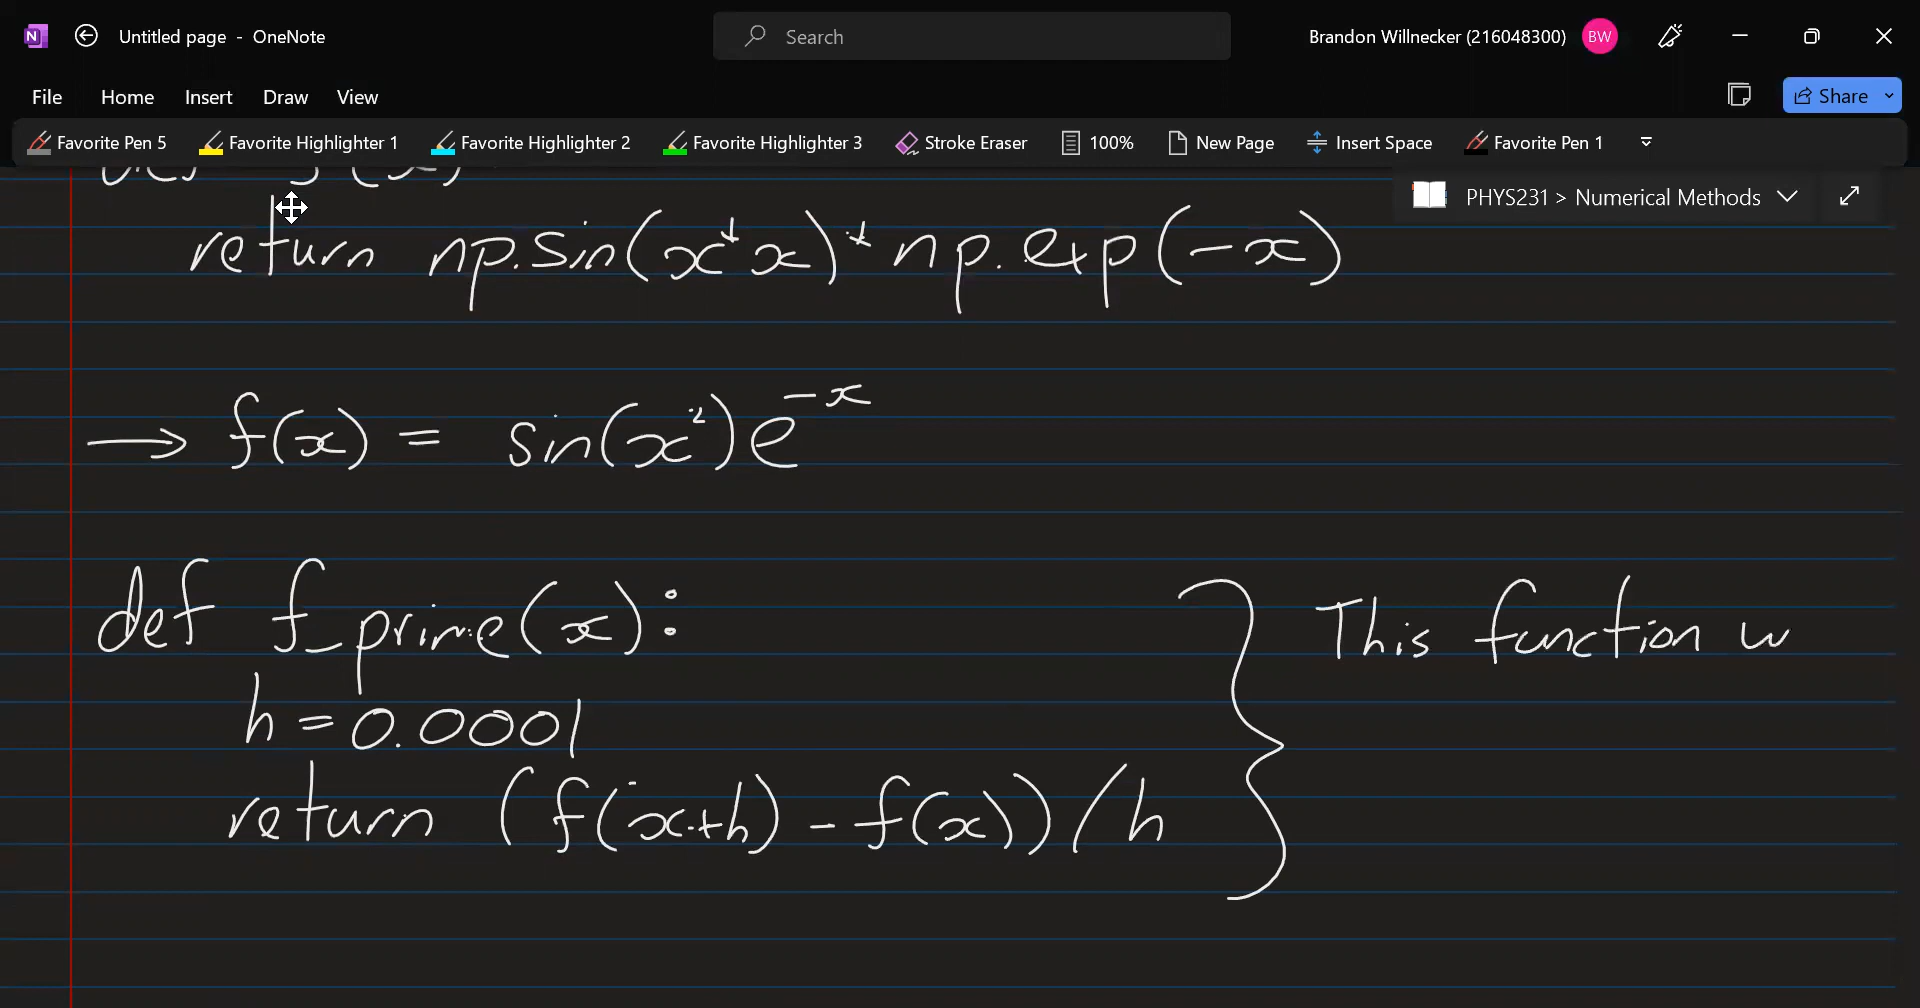 Untitled page - OneNote
Search
Brandon Willnecker (216048300) BW
File Home Insert Draw View
Share
Favorite Pen 5 Favorite Highlighter 1 Favorite Highlighter 2 Favorite Highlighter 3 Stroke Eraser 100% New Page Insert Space Favorite Pen 1
PHYS231 > Numerical Methods
return np.sin(x*x)*np.exp(-x)
→ f(x) = sin(x²)e^{-x}
def f_prime(x):
This function w
h=0.0001
return (f(x+h) - f(x))/h